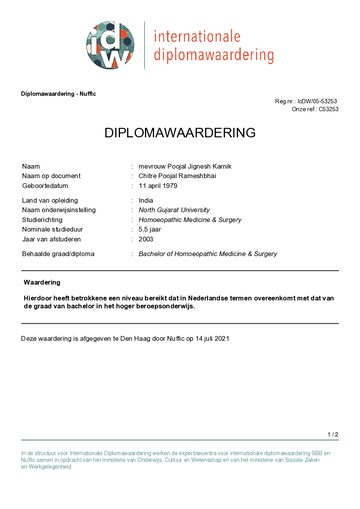 idw
internationale
diplomawaardering
Diplomawaardering - Nuffic
Reg nr.: IcDW/05-53253
Onze ref.: C53253
DIPLOMAWAARDERING
Naam : mevrouw Poojal Jignesh Karnik
Naam op document : Chitre Poojal Rameshbhai
Geboortedatum : 11 april 1979
Land van opleiding : India
Naam onderwijsinstelling : North Gujarat University
Studierichting : Homoeopathic Medicine & Surgery
Nominale studieduur : 5,5 jaar
Jaar van afstuderen : 2003
Behaalde graad/diploma : Bachelor of Homoeopathic Medicine & Surgery
Waardering
Hierdoor heeft betrokkene een niveau bereikt dat in Nederlandse termen overeenkomt met dat van
de graad van bachelor in het hoger beroepsonderwijs.
Deze waardering is afgegeven te Den Haag door Nuffic op 14 juli 2021
1 / 2
In de structuur voor Internationale Diplomawaardering werken de expertisecentra voor internationale diplomawaardering SBB en
Nuffic samen in opdracht van het ministerie van Onderwijs, Cultuur en Wetenschap en van het ministerie van Sociale Zaken
en Werkgelegenheid.